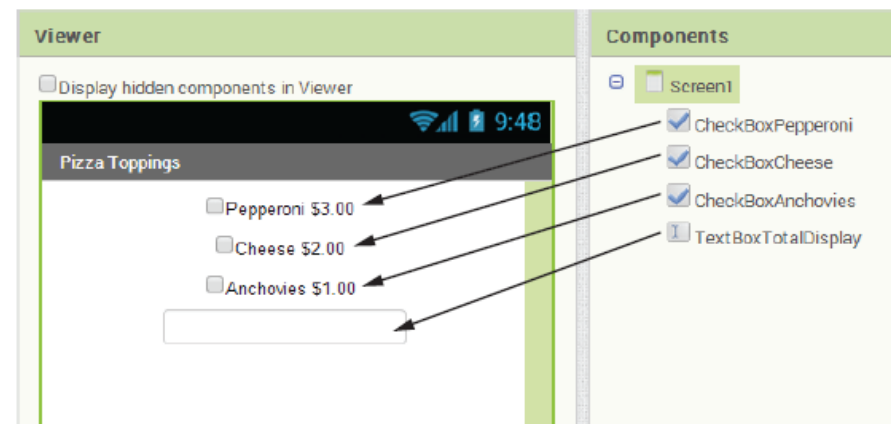 Viewer
Components
Display hidden components in Viewer
Screen1
9:48
CheckBoxPepperoni
Pizza Toppings
CheckBoxCheese
Pepperoni $3.00
CheckBoxAnchovies
Cheese $2.00
TextBoxTotalDisplay
Anchovies $1.00